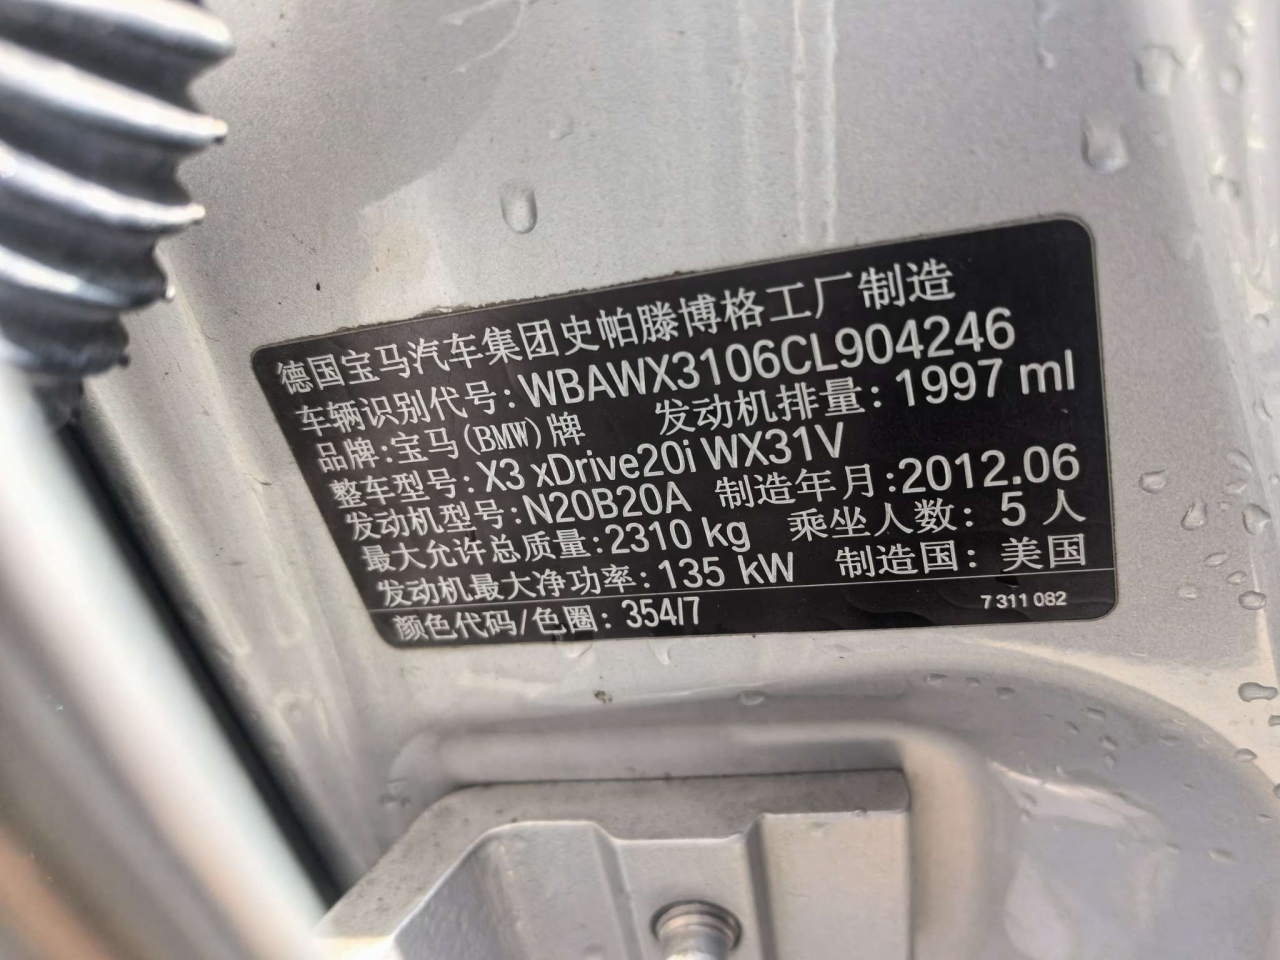 德国宝马汽车集团史帕滕博格工厂制造
车辆识别代号: WBAWX3106CL904246
品牌:宝马(BMW)牌 发动机排量: 1997 ml
整车型号: X3 xDrive20i WX31V
发动机型号: N20B20A 制造年月:2012.06
最大允许总质量:2310 kg 乘坐人数: 5 人
发动机最大净功率: 135 kW 制造国: 美国
颜色代码/色圈: 354/7 7 311 082